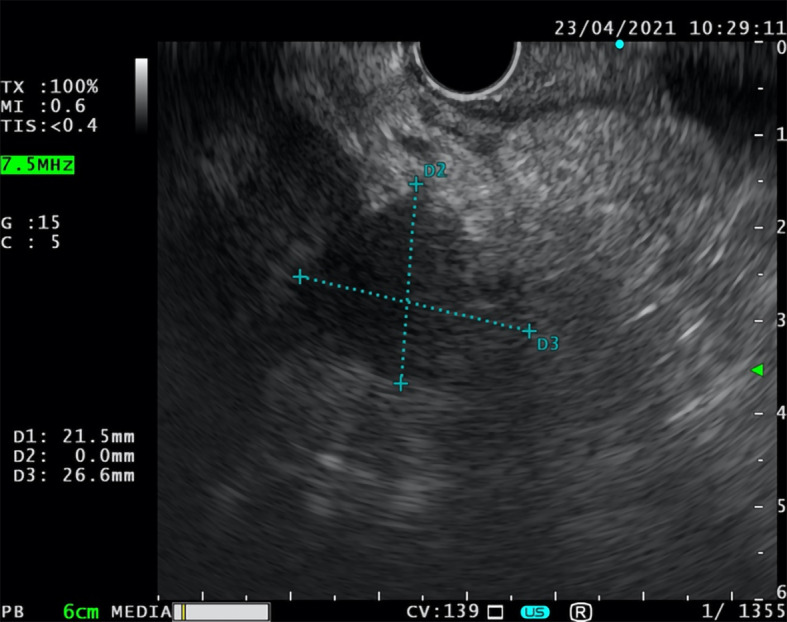 23/04/2021 10:29:11
TX :100%
MI :0.6
TIS:<0.4
7.5MHz
G :15
C : 5
D2
D3
D1: 21.5mm
D2: 0.0mm
D3: 26.6mm
0
1
2
3
4
5
6
PB 6cm MEDIA CV:139 US R 1/ 1355